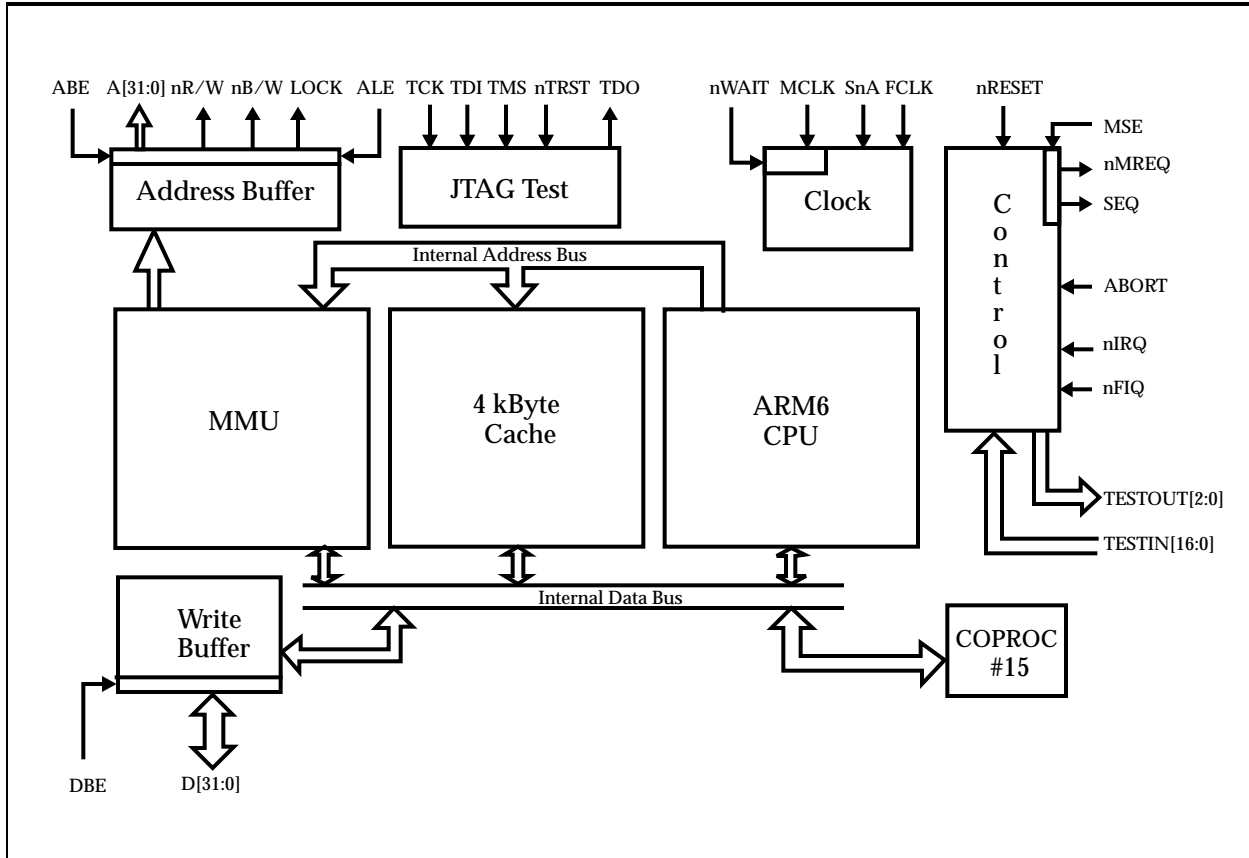 ABE A[31:0] nR/W nB/W LOCK ALE TCK TDI TMS nTRST TDO nWAIT MCLK SnA FCLK nRESET
MSE
nMREQ
SEQ
ABORT
nIRQ
nFIQ
Address Buffer
JTAG Test
Clock
Control
Internal Address Bus
MMU
4 kByte
Cache
ARM6
CPU
TESTOUT[2:0]
TESTIN[16:0]
Internal Data Bus
Write
Buffer
COPROC
#15
DBE
D[31:0]